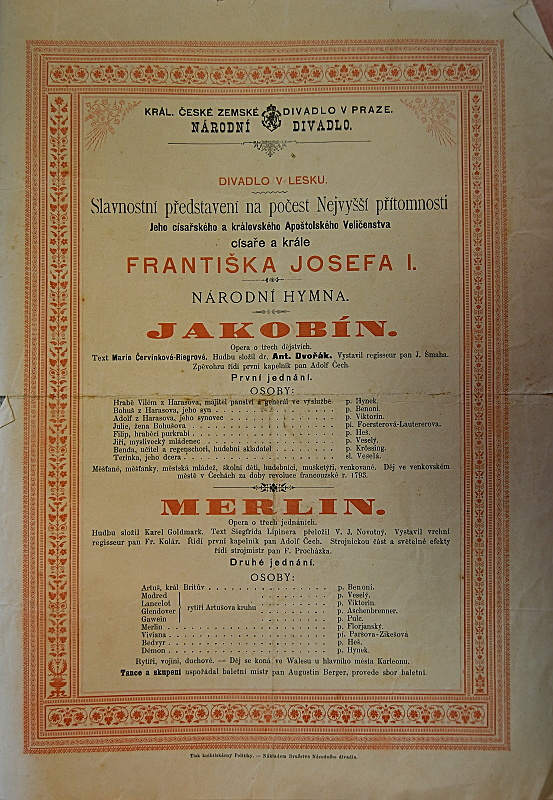 KRÁL. ČESKÉ ZEMSKÉ DIVADLO V PRAZE.
NÁRODNÍ DIVADLO.
DIVADLO V LESKU.
Slavnostní představení na počest Nejvyšší přítomnosti
Jeho císařského a královského Apoštolského Veličenstva
císaře a krále
FRANTIŠKA JOSEFA I.
NÁRODNÍ HYMNA.
JAKOBÍN.
Opera o třech dějstvích.
Text Marie Červinkové-Riegrové. Hudbu složil dr. Ant. Dvořák. Vystavil regisseur pan J. Šmaha.
Zpěvohru řídí první kapelník pan Adolf Čech.
První jednání.
OSOBY:
Hrabě Vilém z Harasova, majitel panství a generál ve výslužbě . . p. Hynek.
Bohuš z Harasova, jeho syn . . . . . . p. Benoni.
Adolf z Harasova, jeho synovec . . . . . . p. Viktorin.
Julie, žena Bohušova . . . . . . pí. Foersterová-Lautererova.
Filip, hraběcí purkrabí . . . . . . p. Heš.
Jiří, myslivecký mládenec . . . . . . p. Veselý.
Benda, učitel a regenschori, hudební skladatel . . . . . . p. Krössing.
Terinka, jeho dcera . . . . . . sl. Veselá.
Měšťané, měšťanky, městská mládež, školní děti, hudebníci, mušketýři, venkované. Děj ve venkovském
městě v Čechách za doby revoluce francouzské r. 1793.
MERLIN.
Opera o třech jednáních.
Hudbu složil Karel Goldmark. Text Siegfrida Lipinera přeložil V. J. Novotný. Vystavil vrchní
regisseur pan Fr. Kolár. Řídí první kapelník pan Adolf Čech. Strojnickou část a světelné efekty
řídí strojmistr pan F. Procházka.
Druhé jednání.
OSOBY:
Artuš, král Britův . . . . . . p. Benoni.
Modred . . . . . . p. Veselý.
Lancelot . . . . . . p. Viktorin.
Glendover rytíři Artušova kruhu . . . . . . p. Aschenbrenner.
Gawein . . . . . . p. Pulc.
Merlin . . . . . . p. Florjanský.
Viviana . . . . . . pí. Paršova-Zikešová
Bedvyr . . . . . . p. Heš.
Démon . . . . . . p. Hynek.
Rytíři, vojíni, duchové. — Děj se koná ve Walesu u hlavního města Karleonu.
Tance a skupení uspořádal baletní mistr pan Augustin Berger, provede sbor baletní.
Tisk knihtiskárny Politiky. — Nákladem Družstva Národního divadla.